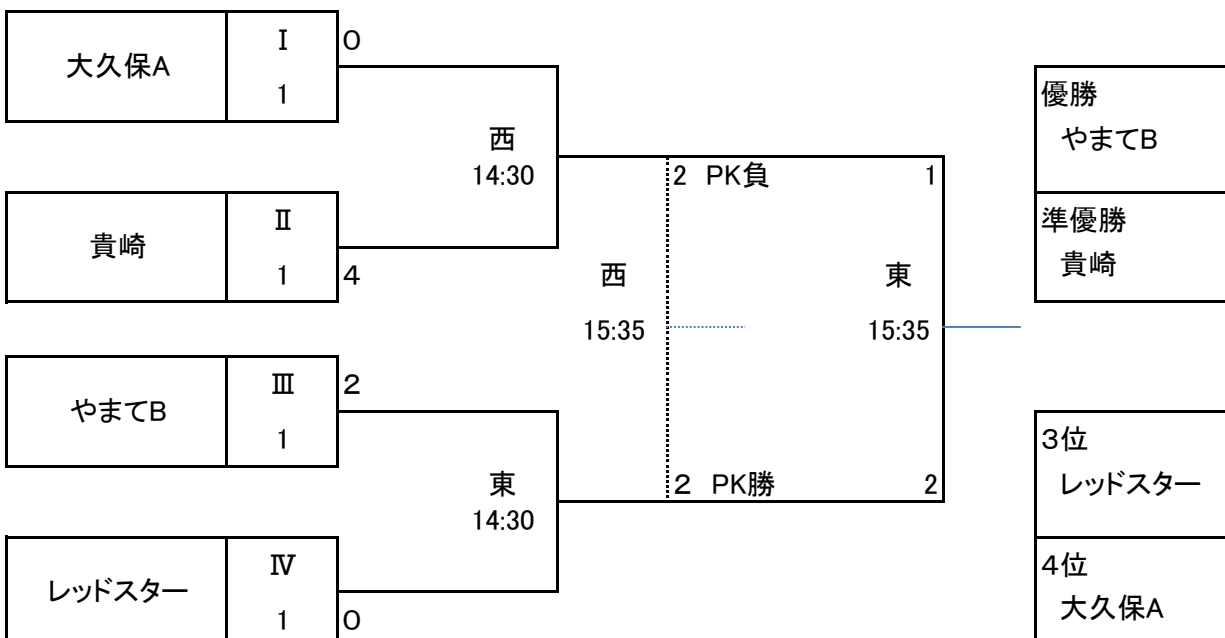 大久保A
Ⅰ
1
0
西
14:30
貴崎
Ⅱ
1
4
やまてB
Ⅲ
1
2
東
14:30
レッドスター
Ⅳ
1
0
2 PK負
1
西
15:35
東
15:35
2 PK勝
2
優勝
やまてB
準優勝
貴崎
3位
レッドスター
4位
大久保A